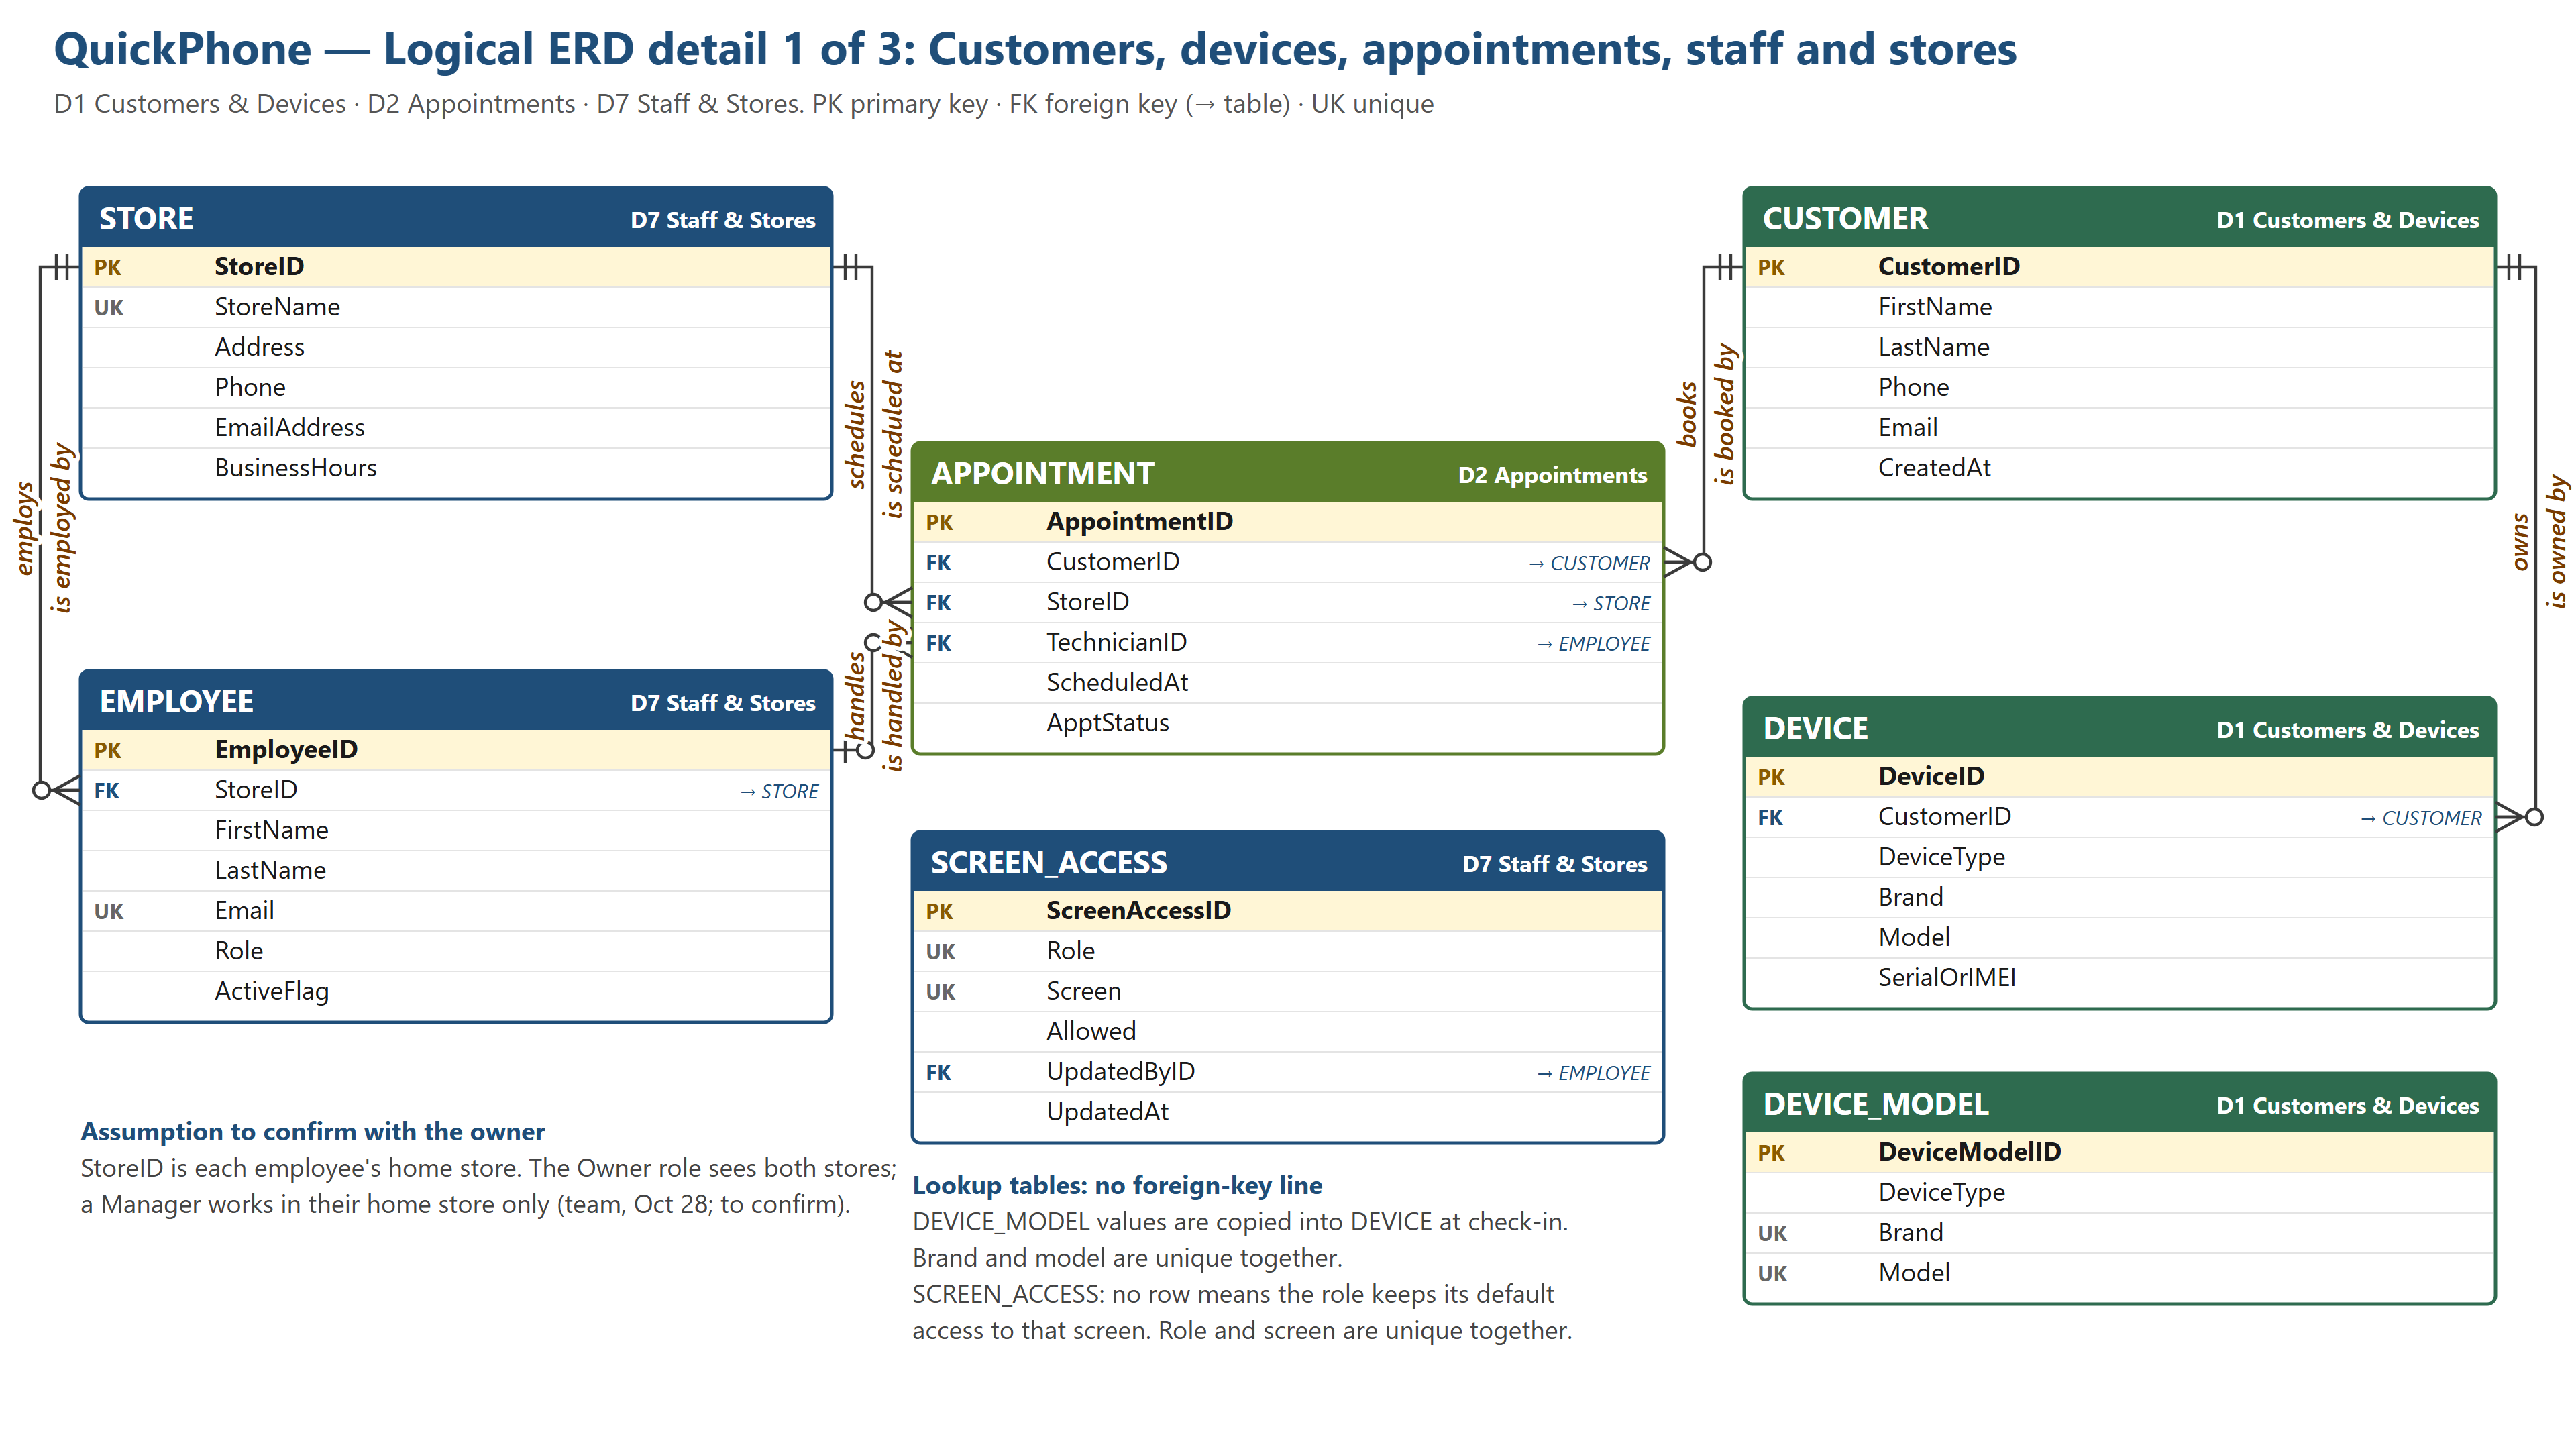 QuickPhone — Logical ERD detail 1 of 3: Customers, devices, appointments, staff and stores
D1 Customers & Devices · D2 Appointments · D7 Staff & Stores. PK primary key · FK foreign key (→ table) · UK unique
STORE D7 Staff & Stores
PK StoreID
UK StoreName
Address
Phone
EmailAddress
BusinessHours
employs
is employed by
schedules
is scheduled at
EMPLOYEE D7 Staff & Stores
PK EmployeeID
FK StoreID → STORE
FirstName
LastName
UK Email
Role
ActiveFlag
handles
is handled by
APPOINTMENT D2 Appointments
PK AppointmentID
FK CustomerID → CUSTOMER
FK StoreID → STORE
FK TechnicianID → EMPLOYEE
ScheduledAt
ApptStatus
books
is booked by
CUSTOMER D1 Customers & Devices
PK CustomerID
FirstName
LastName
Phone
Email
CreatedAt
owns
is owned by
DEVICE D1 Customers & Devices
PK DeviceID
FK CustomerID → CUSTOMER
DeviceType
Brand
Model
SerialOrIMEI
SCREEN_ACCESS D7 Staff & Stores
PK ScreenAccessID
UK Role
UK Screen
Allowed
FK UpdatedByID → EMPLOYEE
UpdatedAt
DEVICE_MODEL D1 Customers & Devices
PK DeviceModelID
DeviceType
UK Brand
UK Model
Assumption to confirm with the owner
StoreID is each employee's home store. The Owner role sees both stores;
a Manager works in their home store only (team, Oct 28; to confirm).
Lookup tables: no foreign-key line
DEVICE_MODEL values are copied into DEVICE at check-in.
Brand and model are unique together.
SCREEN_ACCESS: no row means the role keeps its default
access to that screen. Role and screen are unique together.